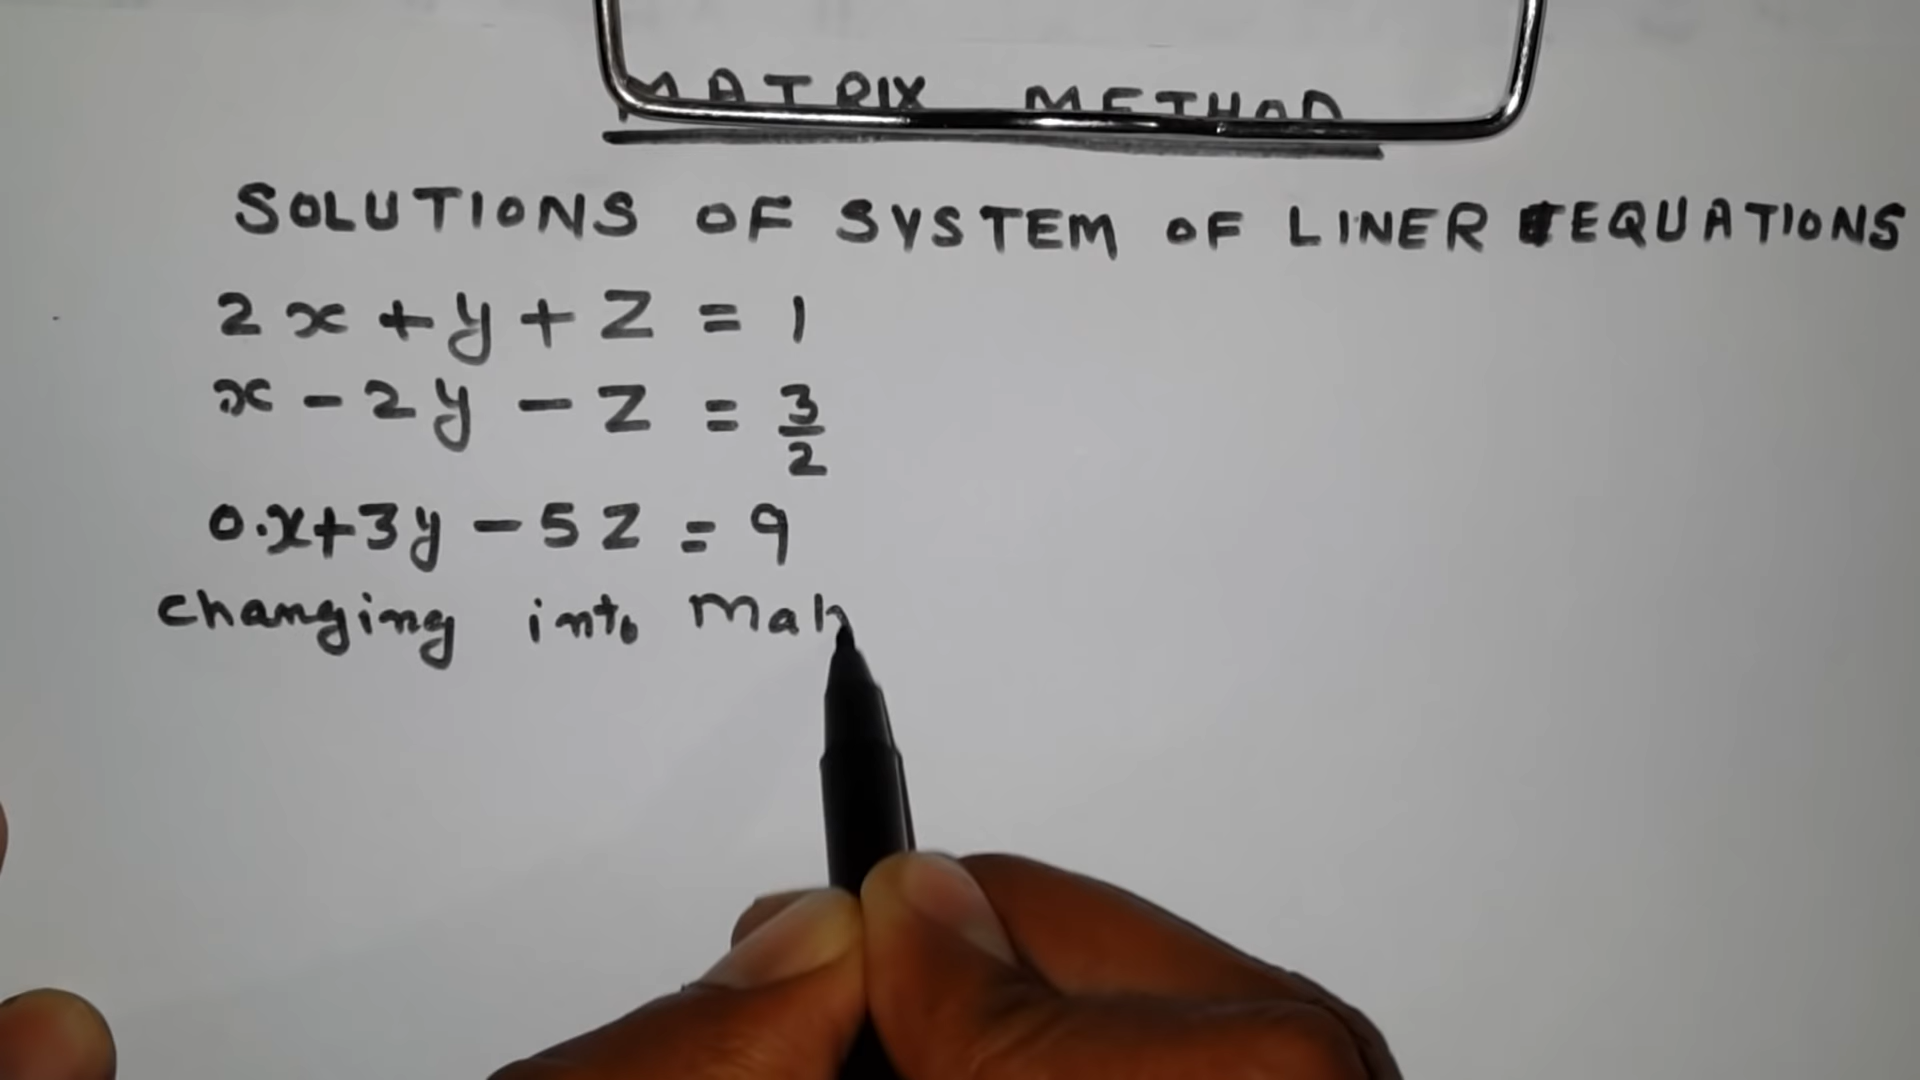 MATRIX METHOD
SOLUTIONS OF SYSTEM OF LINER EQUATIONS
2x + y + z = 1
x - 2y - z = 3/2
0.x+3y - 5z = 9
changing into